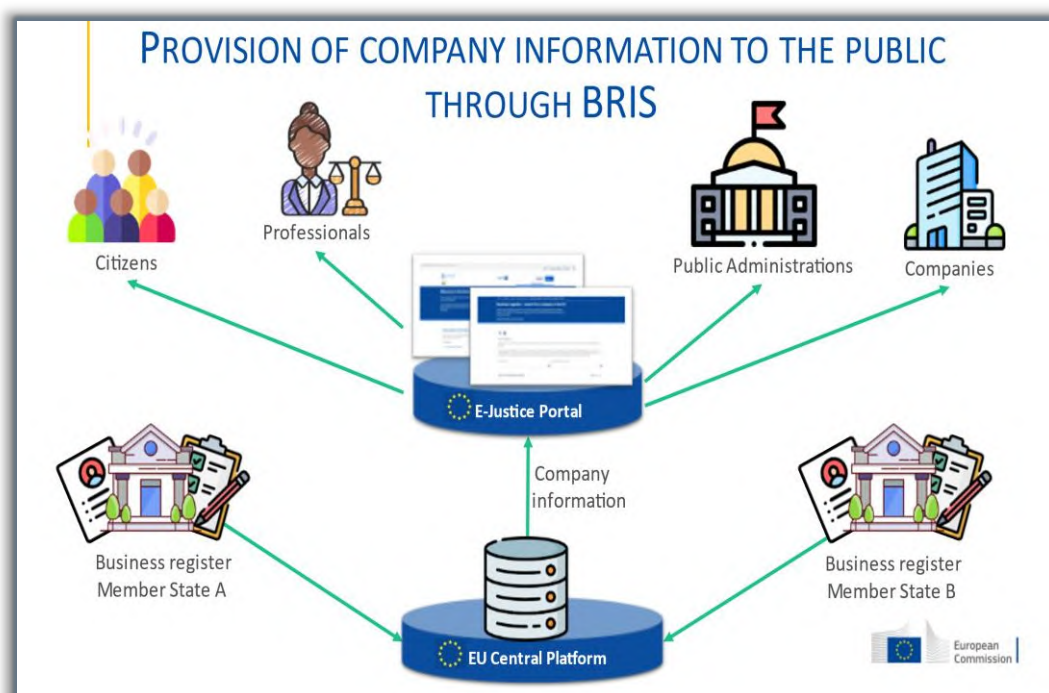 PROVISION OF COMPANY INFORMATION TO THE PUBLIC
THROUGH BRIS
Citizens
Professionals
Public Administrations
Companies
E-Justice Portal
Company
information
Business register
Member State A
Business register
Member State B
EU Central Platform
European
Commission